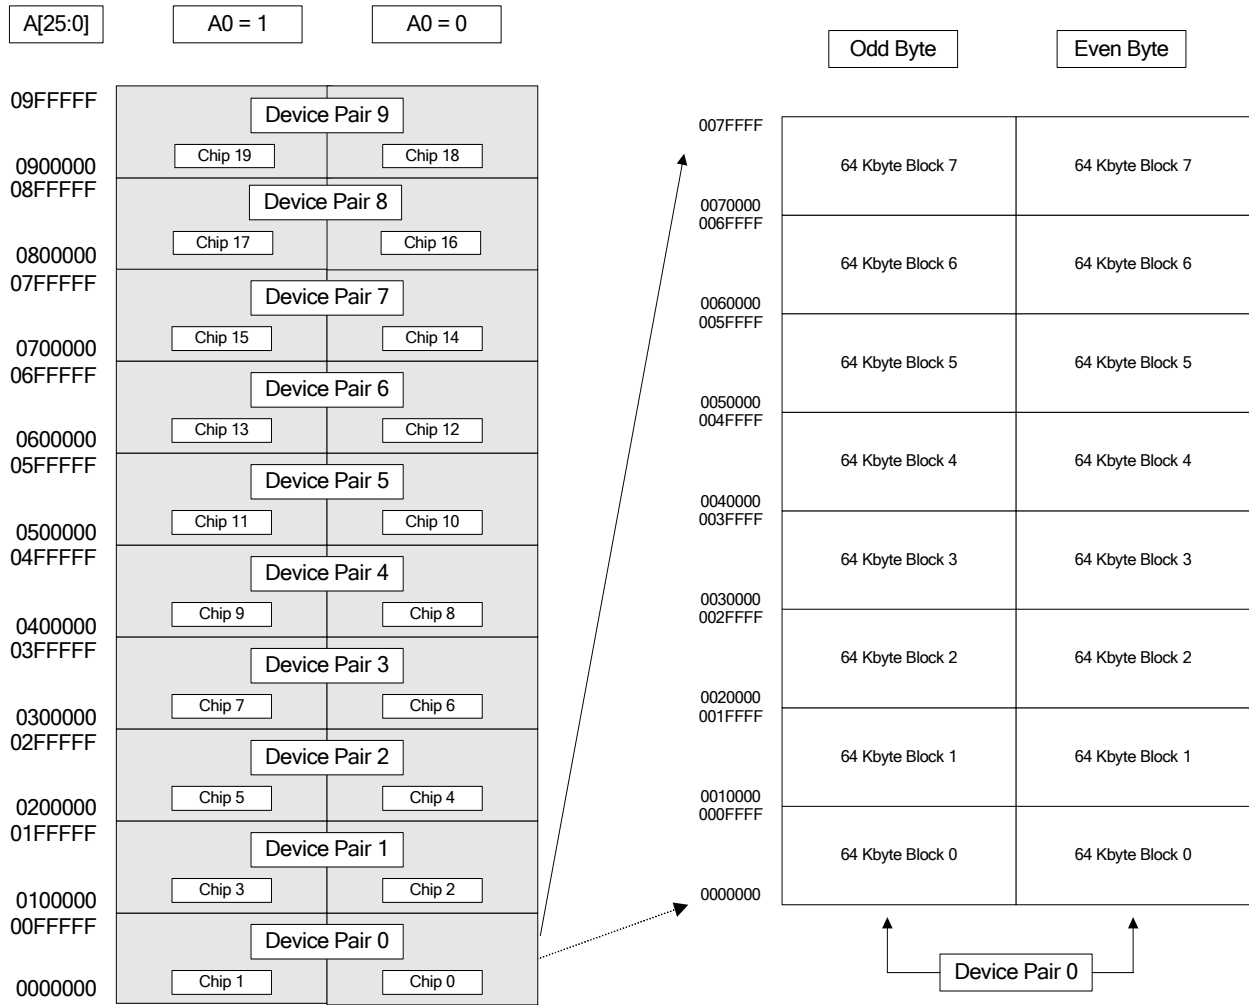 A[25:0]
A0 = 1
A0 = 0
09FFFFF
Device Pair 9
Chip 19
Chip 18
0900000
08FFFFF
Device Pair 8
Chip 17
Chip 16
0800000
07FFFFF
Device Pair 7
Chip 15
Chip 14
0700000
06FFFFF
Device Pair 6
Chip 13
Chip 12
0600000
05FFFFF
Device Pair 5
Chip 11
Chip 10
0500000
04FFFFF
Device Pair 4
Chip 9
Chip 8
0400000
03FFFFF
Device Pair 3
Chip 7
Chip 6
0300000
02FFFFF
Device Pair 2
Chip 5
Chip 4
0200000
01FFFFF
Device Pair 1
Chip 3
Chip 2
0100000
00FFFFF
Device Pair 0
Chip 1
Chip 0
0000000
Odd Byte
Even Byte
007FFFF
64 Kbyte Block 7
64 Kbyte Block 7
0070000
006FFFF
64 Kbyte Block 6
64 Kbyte Block 6
0060000
005FFFF
64 Kbyte Block 5
64 Kbyte Block 5
0050000
004FFFF
64 Kbyte Block 4
64 Kbyte Block 4
0040000
003FFFF
64 Kbyte Block 3
64 Kbyte Block 3
0030000
002FFFF
64 Kbyte Block 2
64 Kbyte Block 2
0020000
001FFFF
64 Kbyte Block 1
64 Kbyte Block 1
0010000
000FFFF
64 Kbyte Block 0
64 Kbyte Block 0
0000000
Device Pair 0